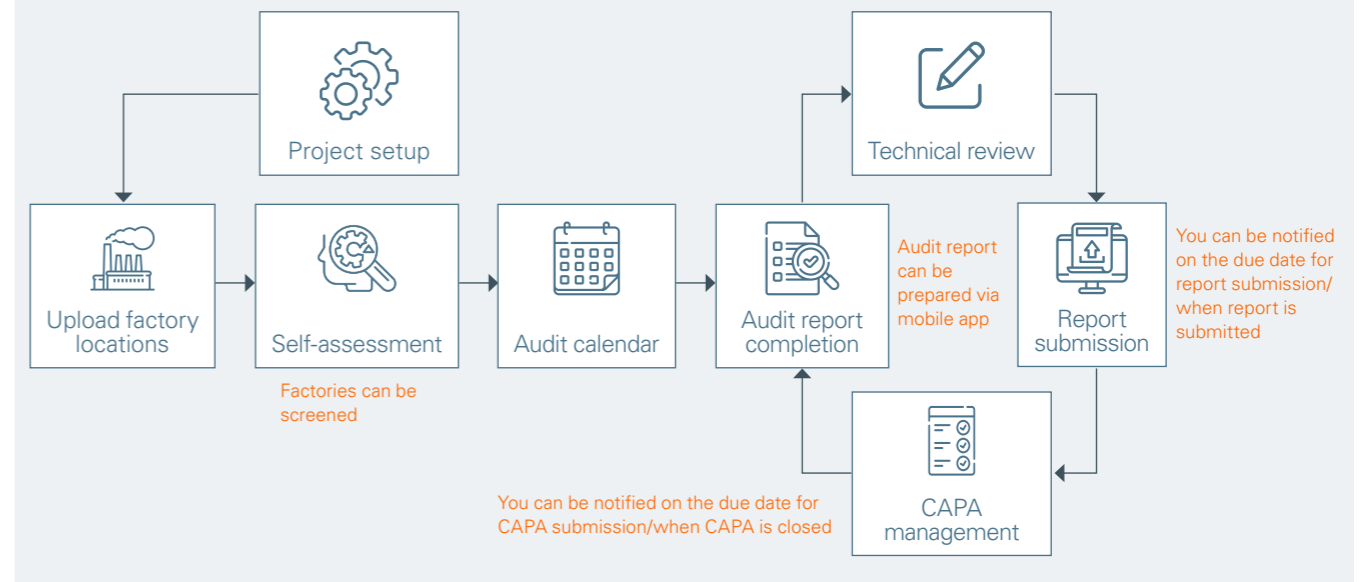 Project setup
Technical review
Upload factory
locations
Self-assessment
Factories can be
screened
Audit calendar
Audit report
completion
Audit report
can be
prepared via
mobile app
Report
submission
You can be notified
on the due date for
report submission/
when report is
submitted
CAPA
management
You can be notified on the due date for
CAPA submission/when CAPA is closed